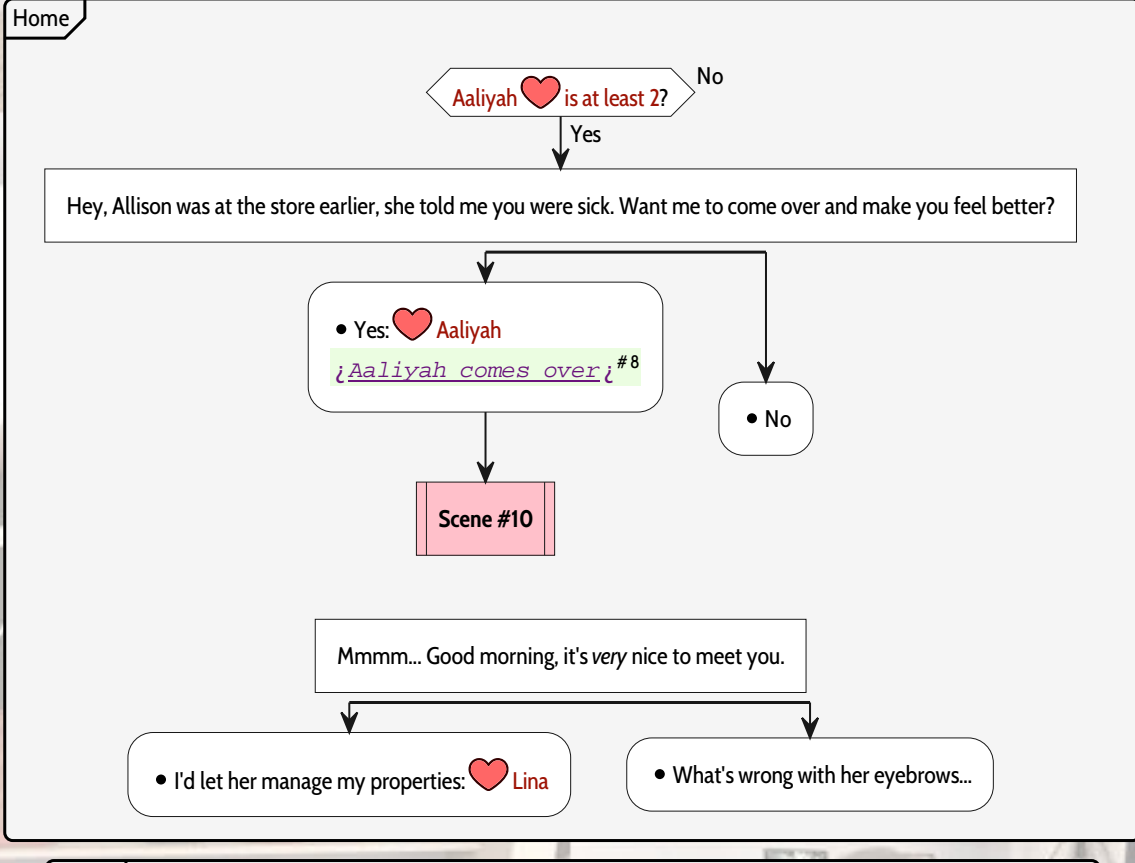 Home
Aaliyah is at least 2?
No
Yes
Hey, Allison was at the store earlier, she told me you were sick. Want me to come over and make you feel better?
• Yes: Aaliyah
¿Aaliyah comes over¿#8
• No
Scene #10
Mmmm... Good morning, it's very nice to meet you.
• I'd let her manage my properties: Lina
• What's wrong with her eyebrows...